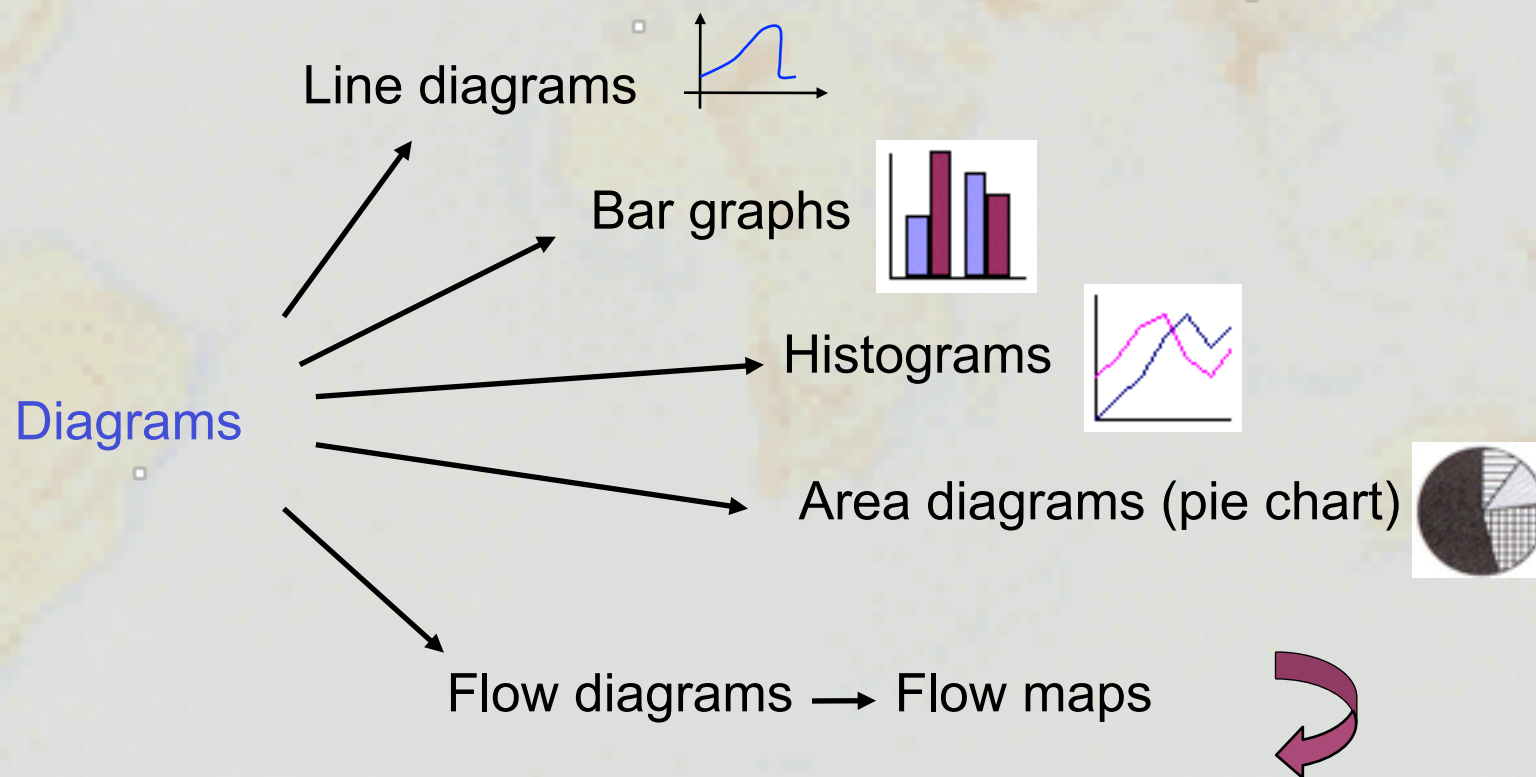 Line diagrams
Bar graphs
Histograms
Diagrams
Area diagrams (pie chart)
Flow diagrams
Flow maps